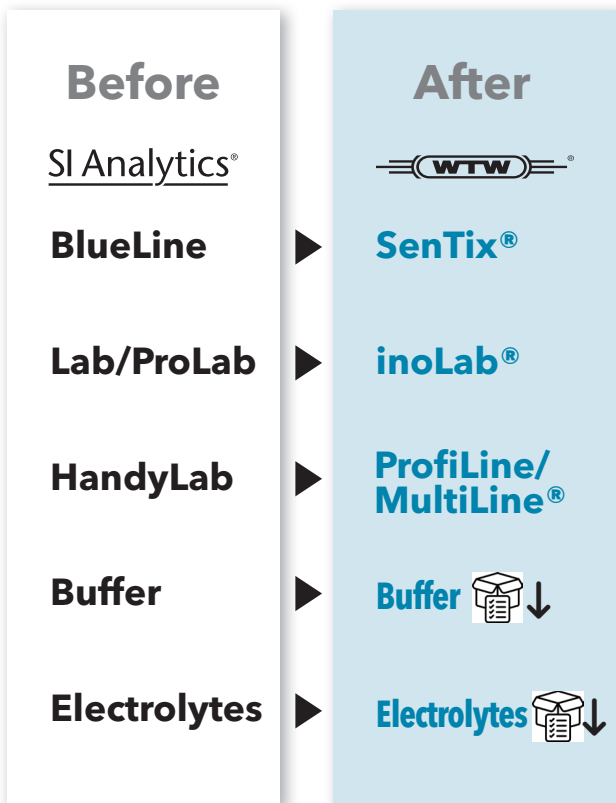 Before
After
SI Analytics®
WTW ®
BlueLine
SenTix®
Lab/ProLab
inoLab®
HandyLab
ProfiLine/
MultiLine®
Buffer
Buffer
Electrolytes
Electrolytes